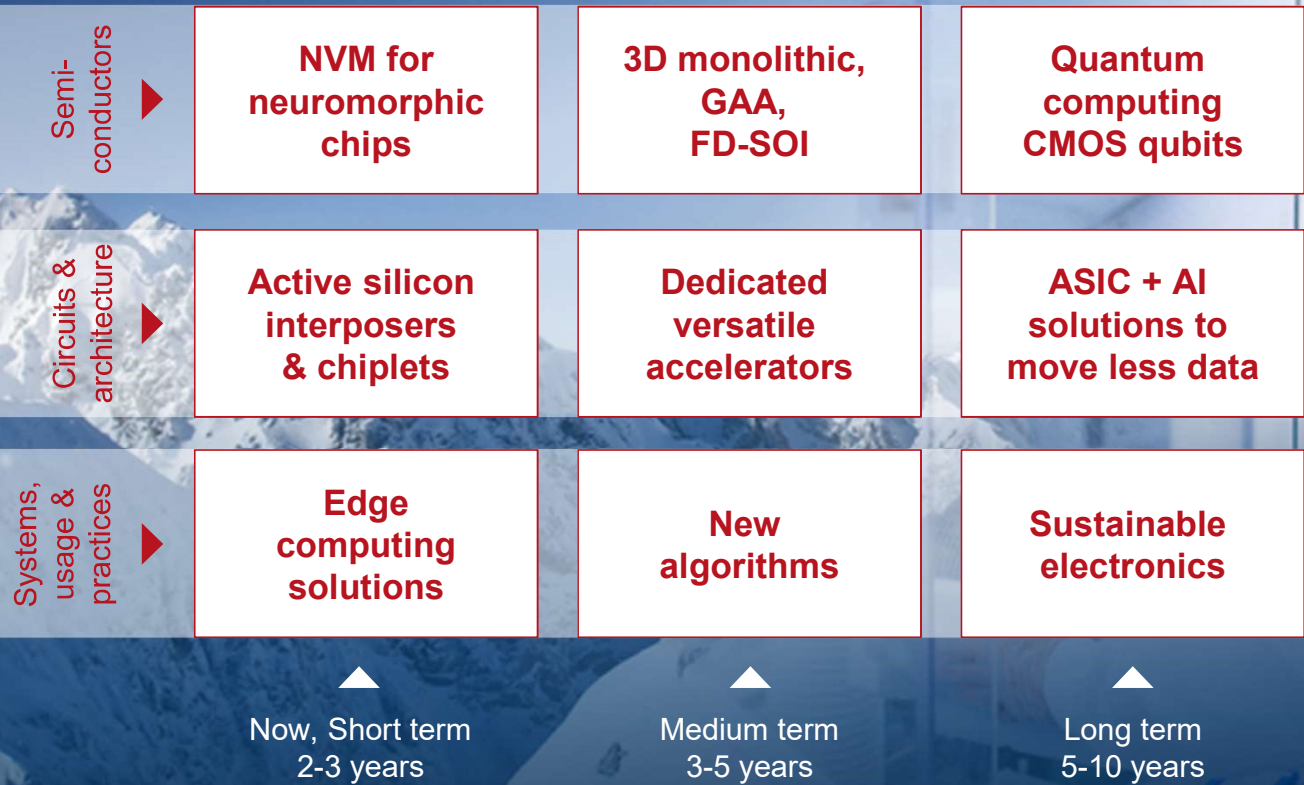 Semi-
conductors
NVM for
neuromorphic
chips
3D monolithic,
GAA,
FD-SOI
Quantum
computing
CMOS qubits
Circuits &
architecture
Active silicon
interposers
& chiplets
Dedicated
versatile
accelerators
ASIC + AI
solutions to
move less data
Systems,
usage &
practices
Edge
computing
solutions
New
algorithms
Sustainable
electronics
Now, Short term
2-3 years
Medium term
3-5 years
Long term
5-10 years